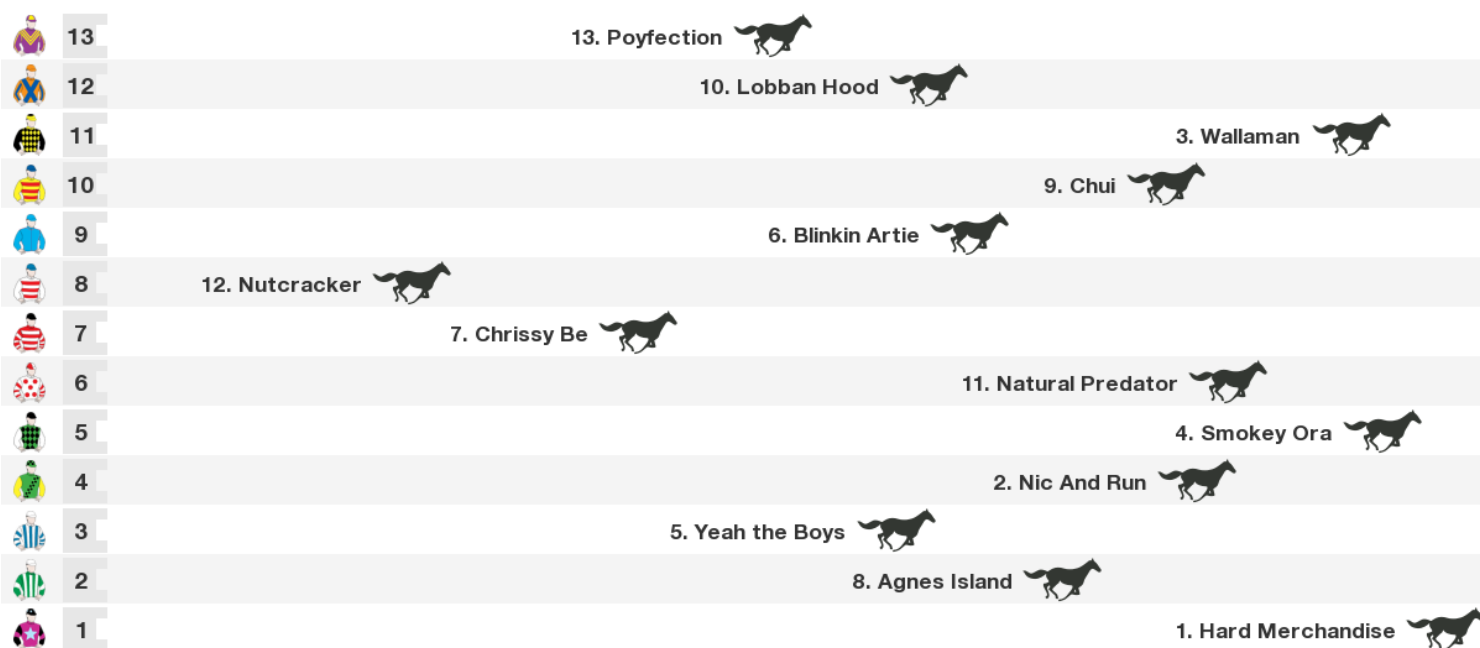 13 13. Poyfection
12 10. Lobban Hood
11 3. Wallaman
10 9. Chui
9 6. Blinkin Artie
8 12. Nutcracker
7 7. Chrissy Be
6 11. Natural Predator
5 4. Smokey Ora
4 2. Nic And Run
3 5. Yeah the Boys
2 8. Agnes Island
1 1. Hard Merchandise